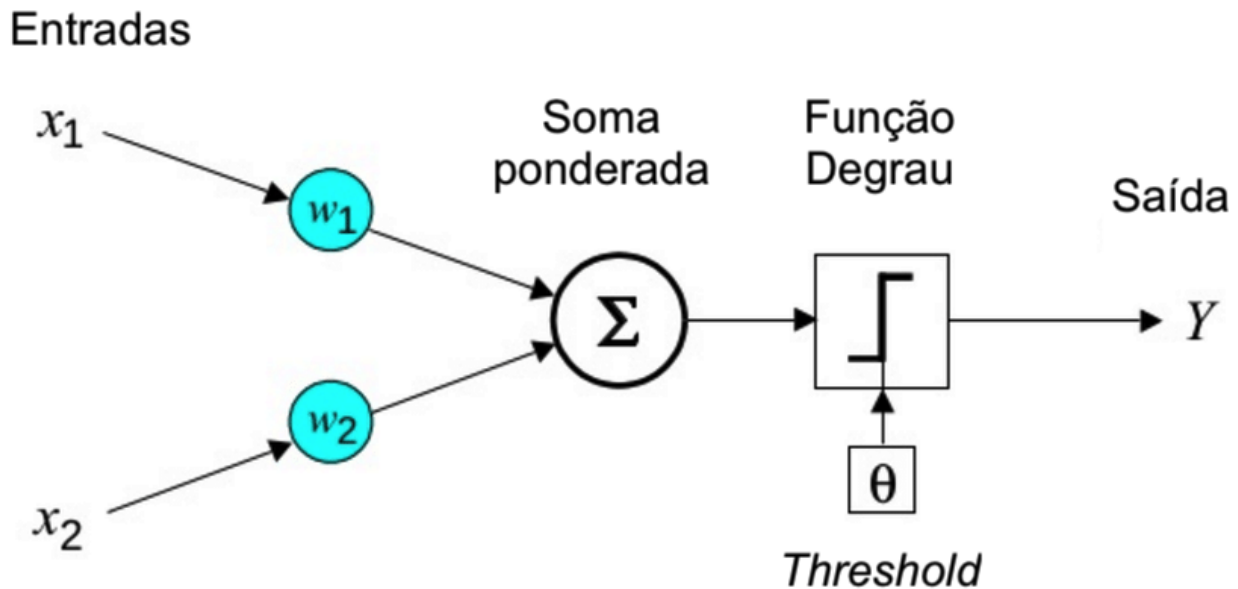 Entradas
x1
w1
Soma
ponderada
Função
Degrau
Saída
Σ
Y
w2
x2
θ
Threshold